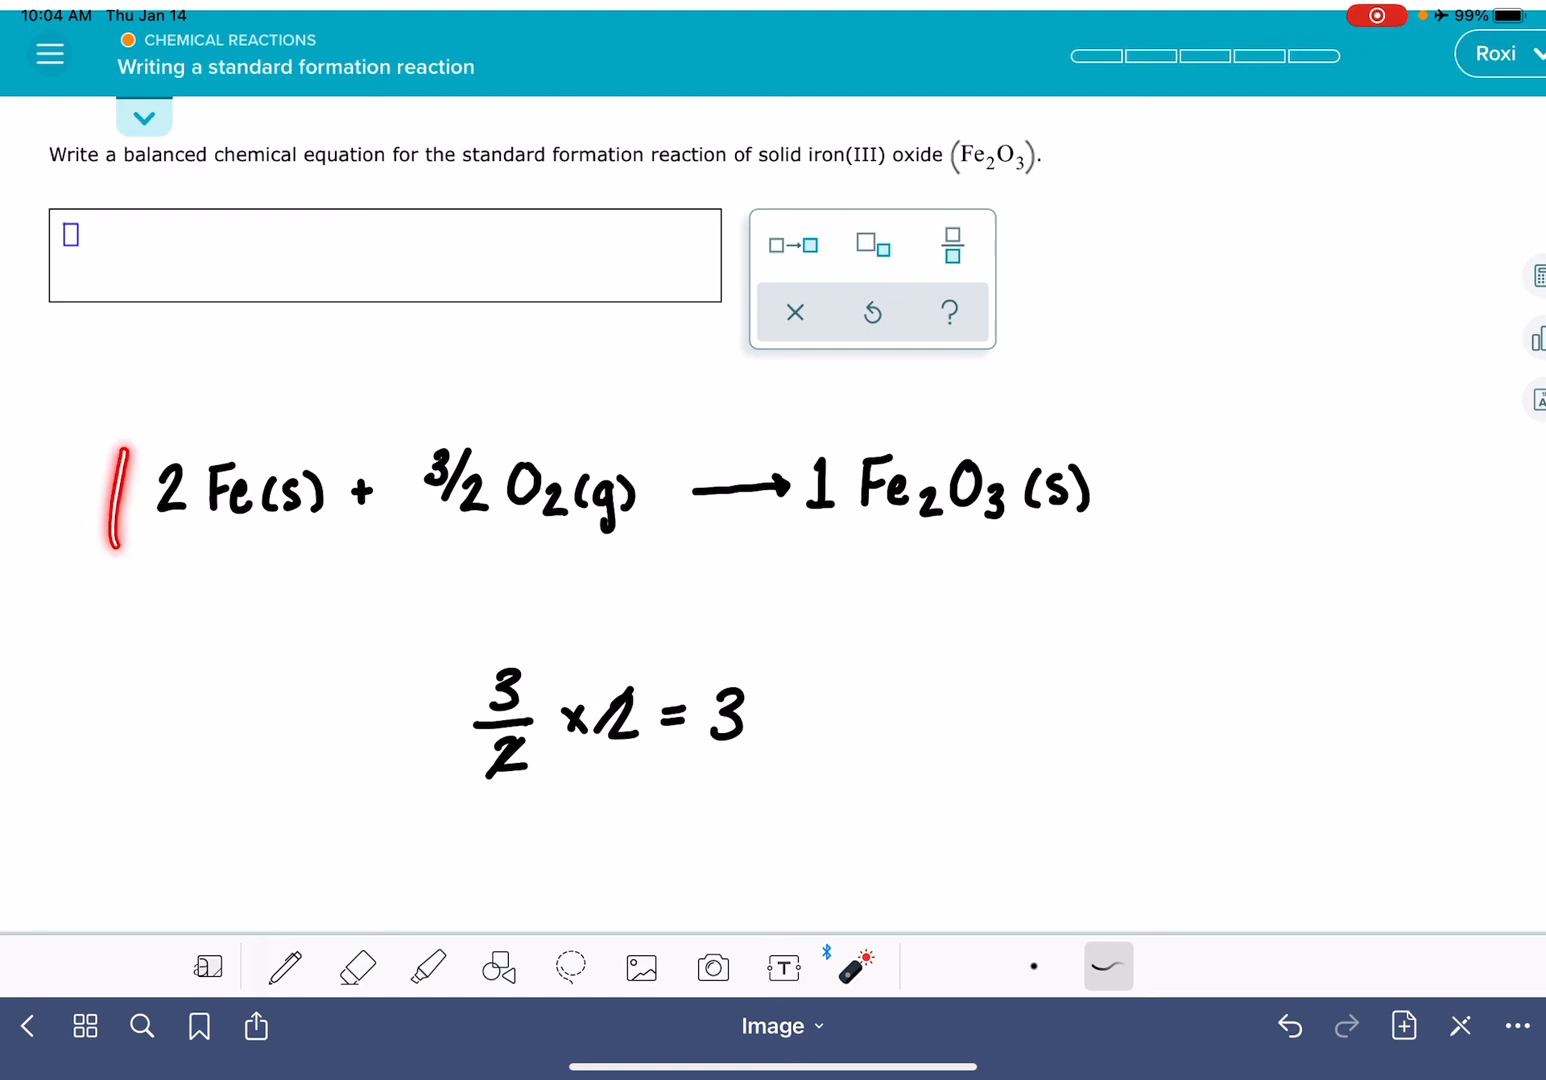 10:04 AM Thu Jan 14
99%
CHEMICAL REACTIONS
Writing a standard formation reaction
Roxi
Write a balanced chemical equation for the standard formation reaction of solid iron(III) oxide (Fe₂O₃).
□→□
?
2 Fe(s) + 3/2 O₂(g) → 1 Fe₂O₃(s)
3/2 × 2 = 3
T
Image